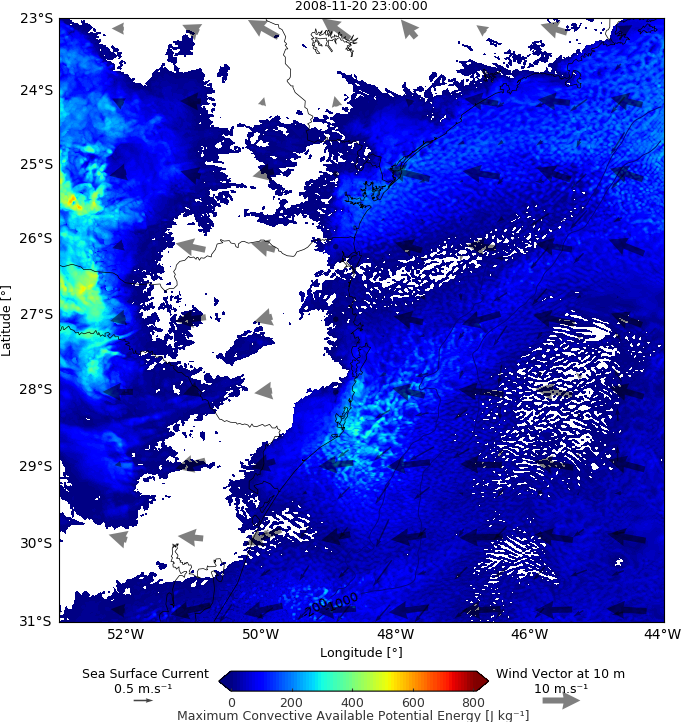 2008-11-20 23:00:00
23°S
24°S
25°S
26°S
27°S
28°S
29°S
30°S
31°S
Latitude [°]
52°W 50°W 48°W 46°W 44°W
Longitude [°]
Sea Surface Current
0.5 m.s⁻¹
Wind Vector at 10 m
10 m.s⁻¹
0 200 400 600 800
Maximum Convective Available Potential Energy [J kg⁻¹]